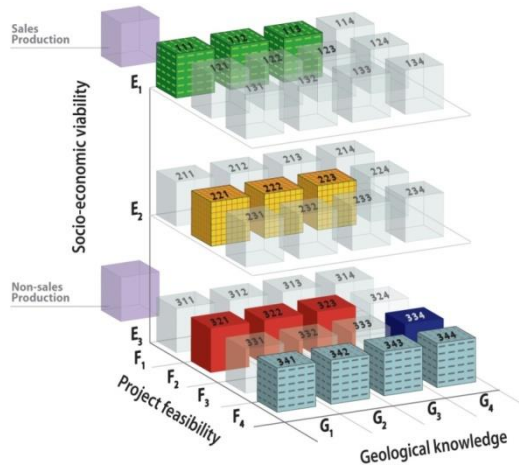 Sales
Production
Socio-economic viability
E1
111
112
113
114
121
122
123
124
131
132
133
134
E2
211
212
213
214
221
222
223
224
231
232
233
234
Non-sales
Production
E3
311
312
313
314
321
322
323
324
331
332
333
334
341
342
343
344
F1
F2
F3
F4
Project feasibility
G1
G2
G3
G4
Geological knowledge